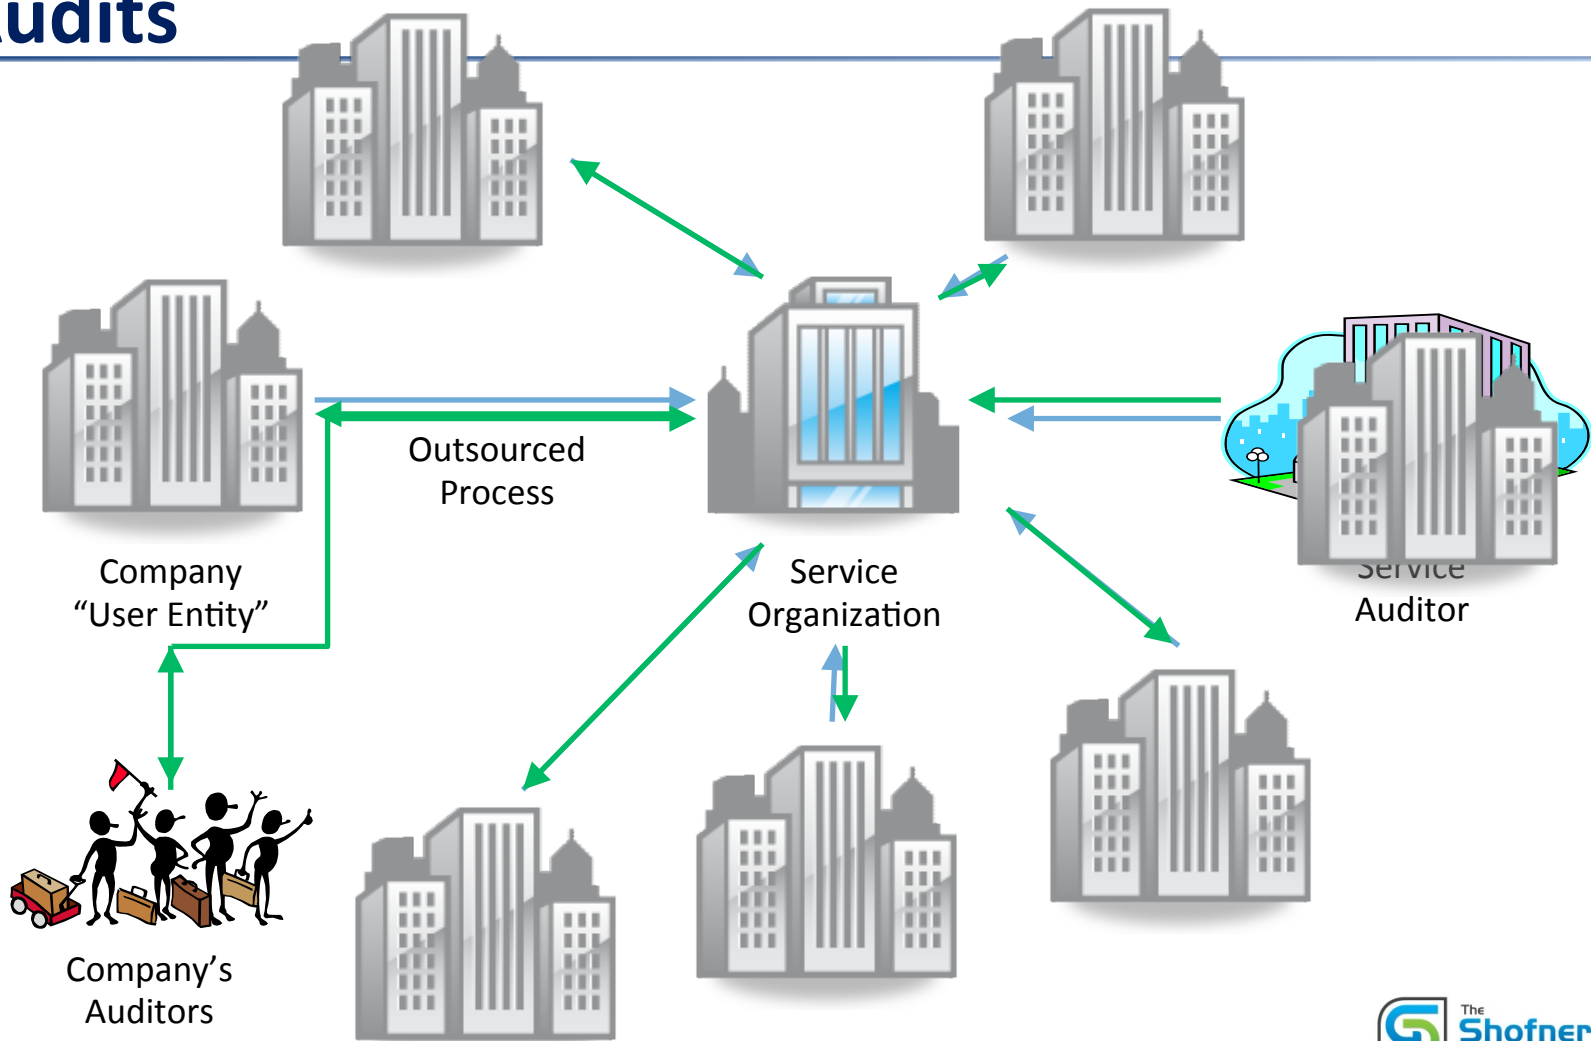 udits
Outsourced
Process
Company
“User Entity”
Service
Organization
Service
Auditor
Company’s
Auditors
The
Shofner